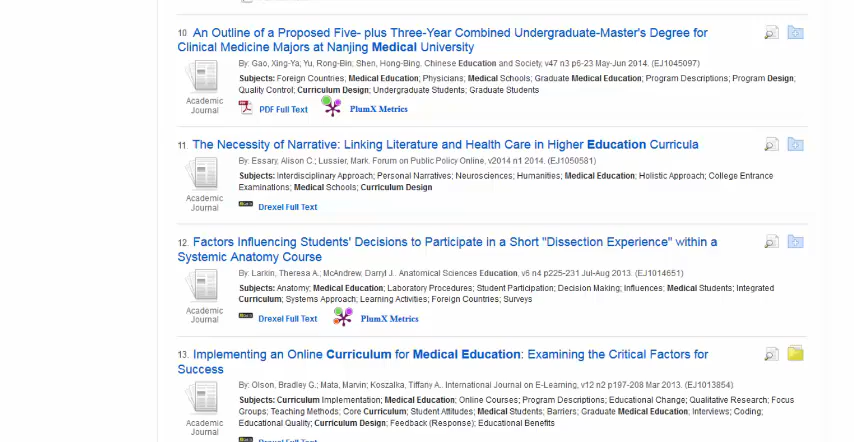 10. An Outline of a Proposed Five- plus Three-Year Combined Undergraduate-Master's Degree for
Clinical Medicine Majors at Nanjing Medical University
By: Gao, Xing-Ya; Yu, Rong-Bin; Shen, Hong-Bing. Chinese Education and Society, v47 n3 p6-23 May-Jun 2014. (EJ1045097)
Subjects: Foreign Countries; Medical Education; Physicians; Medical Schools; Graduate Medical Education; Program Descriptions; Program Design;
Quality Control; Curriculum Design; Undergraduate Students; Graduate Students
Academic
Journal
PDF Full Text
PlumX Metrics
11. The Necessity of Narrative: Linking Literature and Health Care in Higher Education Curricula
By: Essary, Alison C.; Lussier, Mark. Forum on Public Policy Online, v2014 n1 2014. (EJ1050581)
Subjects: Interdisciplinary Approach; Personal Narratives; Neurosciences; Humanities; Medical Education; Holistic Approach; College Entrance
Examinations; Medical Schools; Curriculum Design
Academic
Journal
Drexel Full Text
12. Factors Influencing Students' Decisions to Participate in a Short "Dissection Experience" within a
Systemic Anatomy Course
By: Larkin, Theresa A.; McAndrew, Darryl J.. Anatomical Sciences Education, v6 n4 p225-231 Jul-Aug 2013. (EJ1014651)
Subjects: Anatomy; Medical Education; Laboratory Procedures; Student Participation; Decision Making; Influences; Medical Students; Integrated
Curriculum; Systems Approach; Learning Activities; Foreign Countries; Surveys
Academic
Journal
Drexel Full Text
PlumX Metrics
13. Implementing an Online Curriculum for Medical Education: Examining the Critical Factors for
Success
By: Olson, Bradley G.; Mata, Marvin; Koszalka, Tiffany A.. International Journal on E-Learning, v12 n2 p197-208 Mar 2013. (EJ1013854)
Subjects: Curriculum Implementation; Medical Education; Online Courses; Program Descriptions; Educational Change; Qualitative Research; Focus
Groups; Teaching Methods; Core Curriculum; Student Attitudes; Medical Students; Barriers; Graduate Medical Education; Interviews; Coding;
Educational Quality; Curriculum Design; Feedback (Response); Educational Benefits
Academic
Journal
Drexel Full Text